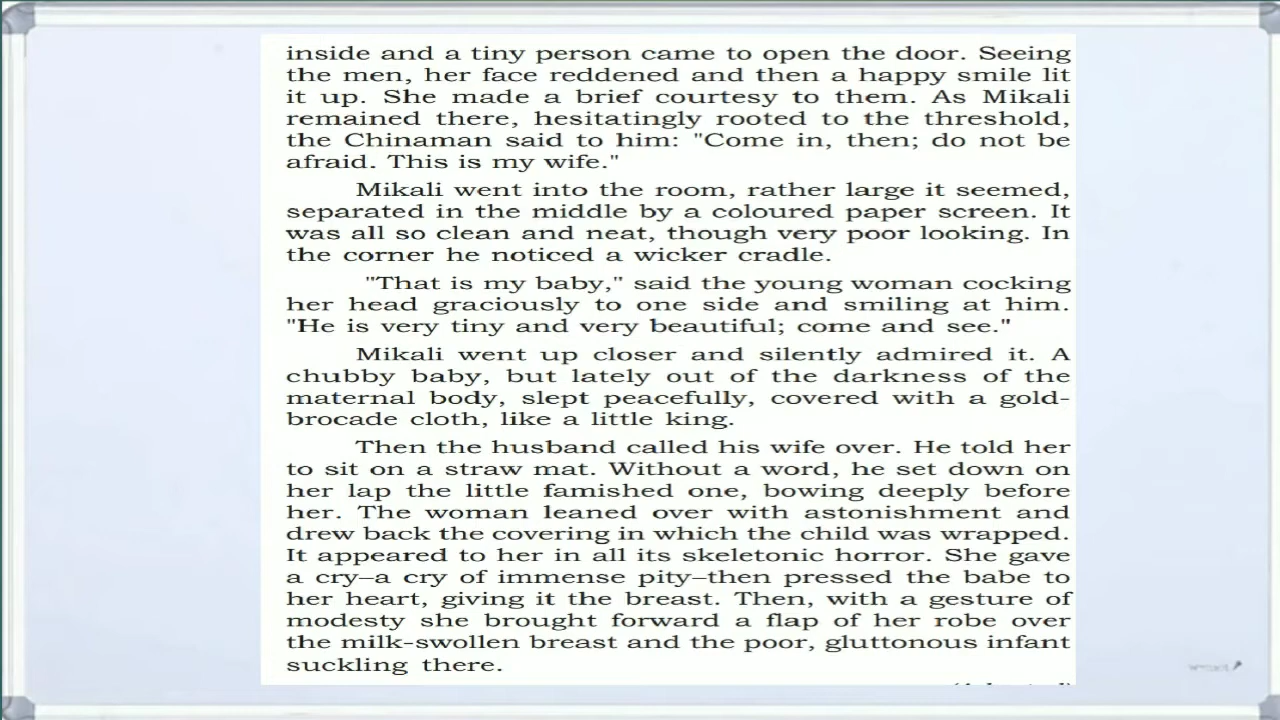 inside and a tiny person came to open the door. Seeing
the men, her face reddened and then a happy smile lit
it up. She made a brief courtesy to them. As Mikali
remained there, hesitatingly rooted to the threshold,
the Chinaman said to him: "Come in, then; do not be
afraid. This is my wife."
Mikali went into the room, rather large it seemed,
separated in the middle by a coloured paper screen. It
was all so clean and neat, though very poor looking. In
the corner he noticed a wicker cradle.
"That is my baby," said the young woman cocking
her head graciously to one side and smiling at him.
"He is very tiny and very beautiful; come and see."
Mikali went up closer and silently admired it. A
chubby baby, but lately out of the darkness of the
maternal body, slept peacefully, covered with a gold-
brocade cloth, like a little king.
Then the husband called his wife over. He told her
to sit on a straw mat. Without a word, he set down on
her lap the little famished one, bowing deeply before
her. The woman leaned over with astonishment and
drew back the covering in which the child was wrapped.
It appeared to her in all its skeletonic horror. She gave
a cry–a cry of immense pity–then pressed the babe to
her heart, giving it the breast. Then, with a gesture of
modesty she brought forward a flap of her robe over
the milk-swollen breast and the poor, gluttonous infant
suckling there.